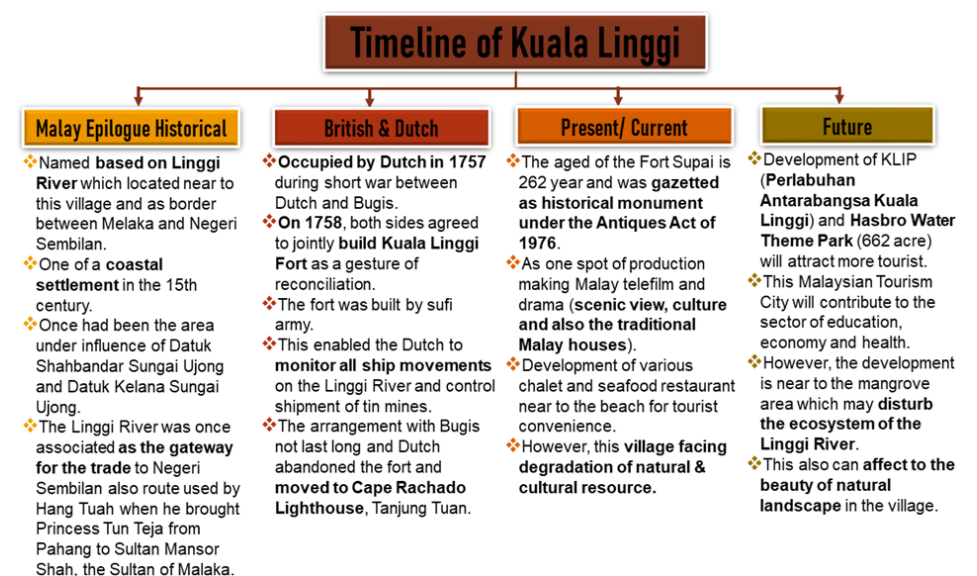 Timeline of Kuala Linggi
Malay Epilogue Historical
❖Named based on Linggi
River which located near to
this village and as border
between Melaka and Negeri
Sembilan.
❖One of a coastal
settlement in the 15th
century.
❖Once had been the area
under influence of Datuk
Shahbandar Sungai Ujong
and Datuk Kelana Sungai
Ujong.
❖The Linggi River was once
associated as the gateway
for the trade to Negeri
Sembilan also route used by
Hang Tuah when he brought
Princess Tun Teja from
Pahang to Sultan Mansor
Shah, the Sultan of Malaka.
British & Dutch
❖Occupied by Dutch in 1757
during short war between
Dutch and Bugis.
❖On 1758, both sides agreed
to jointly build Kuala Linggi
Fort as a gesture of
reconciliation.
❖The fort was built by sufi
army.
❖This enabled the Dutch to
monitor all ship movements
on the Linggi River and control
shipment of tin mines.
❖The arrangement with Bugis
not last long and Dutch
abandoned the fort and
moved to Cape Rachado
Lighthouse, Tanjung Tuan.
Present/ Current
❖The aged of the Fort Supai is
262 year and was gazetted
as historical monument
under the Antiques Act of
1976.
❖As one spot of production
making Malay telefilm and
drama (scenic view, culture
and also the traditional
Malay houses).
❖Development of various
chalet and seafood restaurant
near to the beach for tourist
convenience.
❖However, this village facing
degradation of natural &
cultural resource.
Future
❖Development of KLIP
(Perlabuhan
Antarabangsa Kuala
Linggi) and Hasbro Water
Theme Park (662 acre)
will attract more tourist.
❖This Malaysian Tourism
City will contribute to the
sector of education,
economy and health.
❖However, the development
is near to the mangrove
area which may disturb
the ecosystem of the
Linggi River.
❖This also can affect to the
beauty of natural
landscape in the village.